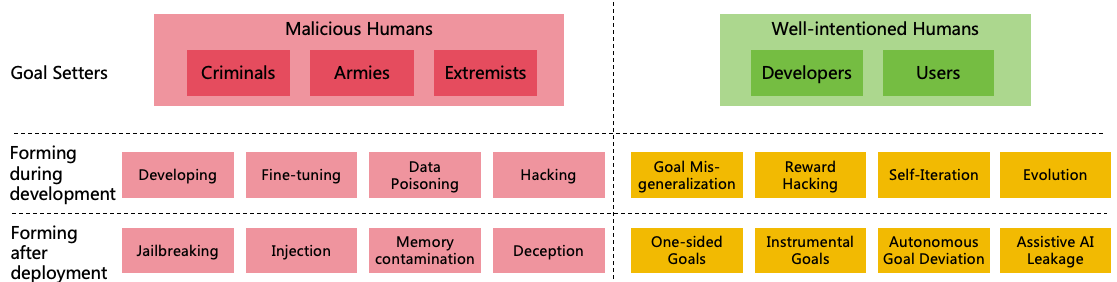 Malicious Humans
Well-intentioned Humans
Goal Setters
Criminals
Armies
Extremists
Developers
Users
Forming
during
development
Developing
Fine-tuning
Data
Poisoning
Hacking
Goal Mis-
generalization
Reward
Hacking
Self-Iteration
Evolution
Forming
after
deployment
Jailbreaking
Injection
Memory
contamination
Deception
One-sided
Goals
Instrumental
Goals
Autonomous
Goal Deviation
Assistive AI
Leakage